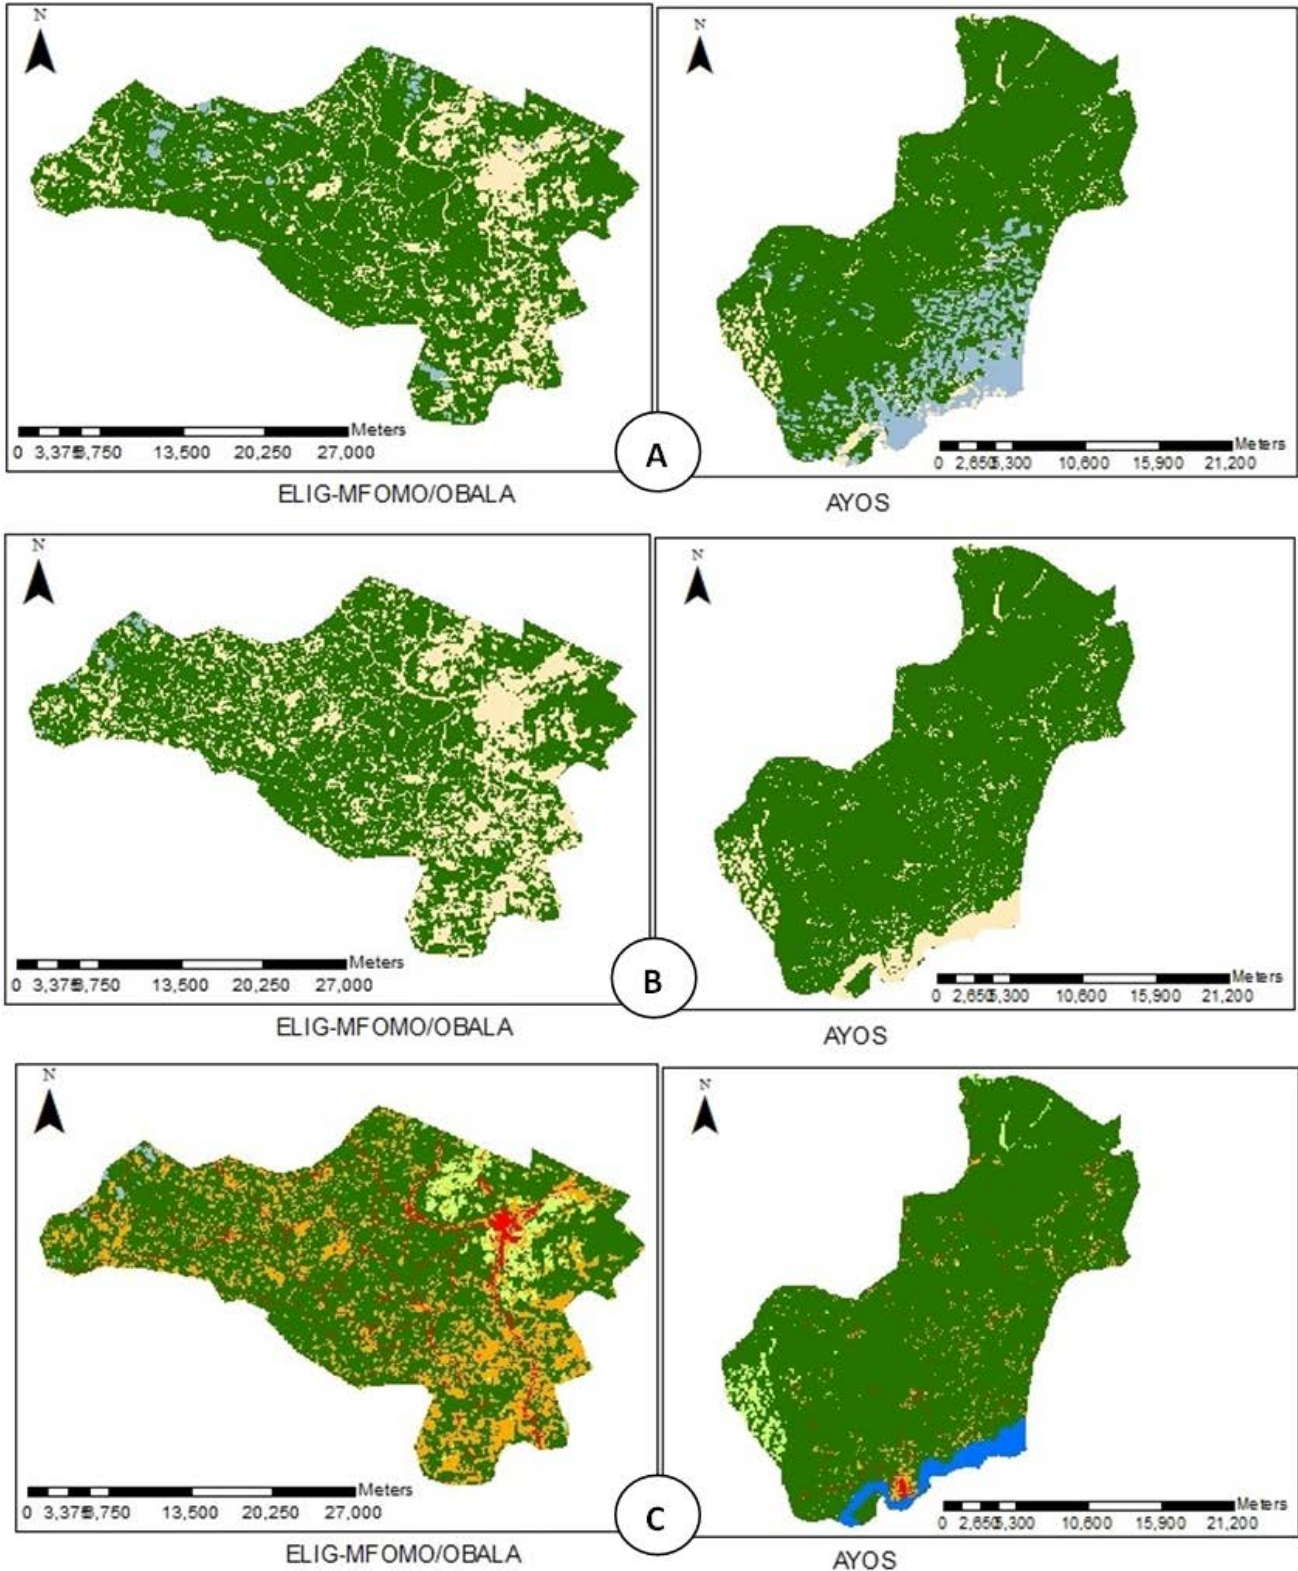 N
N
Meters
0 3,375 6,750 13,500 20,250 27,000
Meters
0 2,650 5,300 10,600 15,900 21,200
A
ELIG-MFOMO/OBALA
AYOS
N
N
Meters
0 3,375 6,750 13,500 20,250 27,000
Meters
0 2,650 5,300 10,600 15,900 21,200
B
ELIG-MFOMO/OBALA
AYOS
N
N
Meters
0 3,375 6,750 13,500 20,250 27,000
Meters
0 2,650 5,300 10,600 15,900 21,200
C
ELIG-MFOMO/OBALA
AYOS